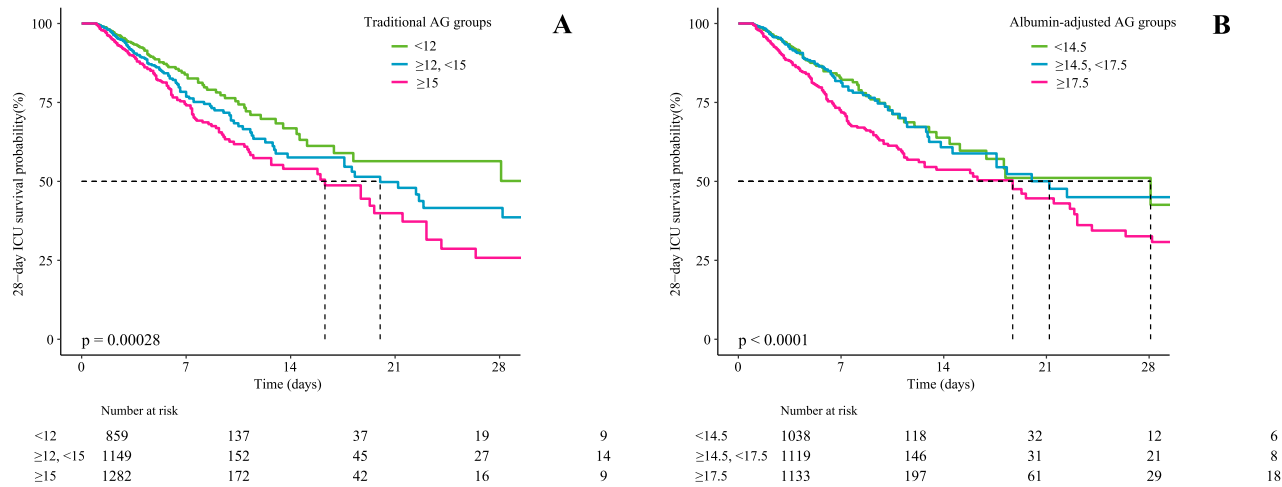 Traditional AG groups
A
<12
≥12, <15
≥15
100
75
50
25
0
28−day ICU survival probability(%)
p = 0.00028
0 7 14 21 28
Time (days)
Number at risk
<12 859 137 37 19 9
≥12, <15 1149 152 45 27 14
≥15 1282 172 42 16 9
Albumin-adjusted AG groups
B
<14.5
≥14.5, <17.5
≥17.5
100
75
50
25
0
28−day ICU survival probability(%)
p < 0.0001
0 7 14 21 28
Time (days)
Number at risk
<14.5 1038 118 32 12 6
≥14.5, <17.5 1119 146 31 21 8
≥17.5 1133 197 61 29 18